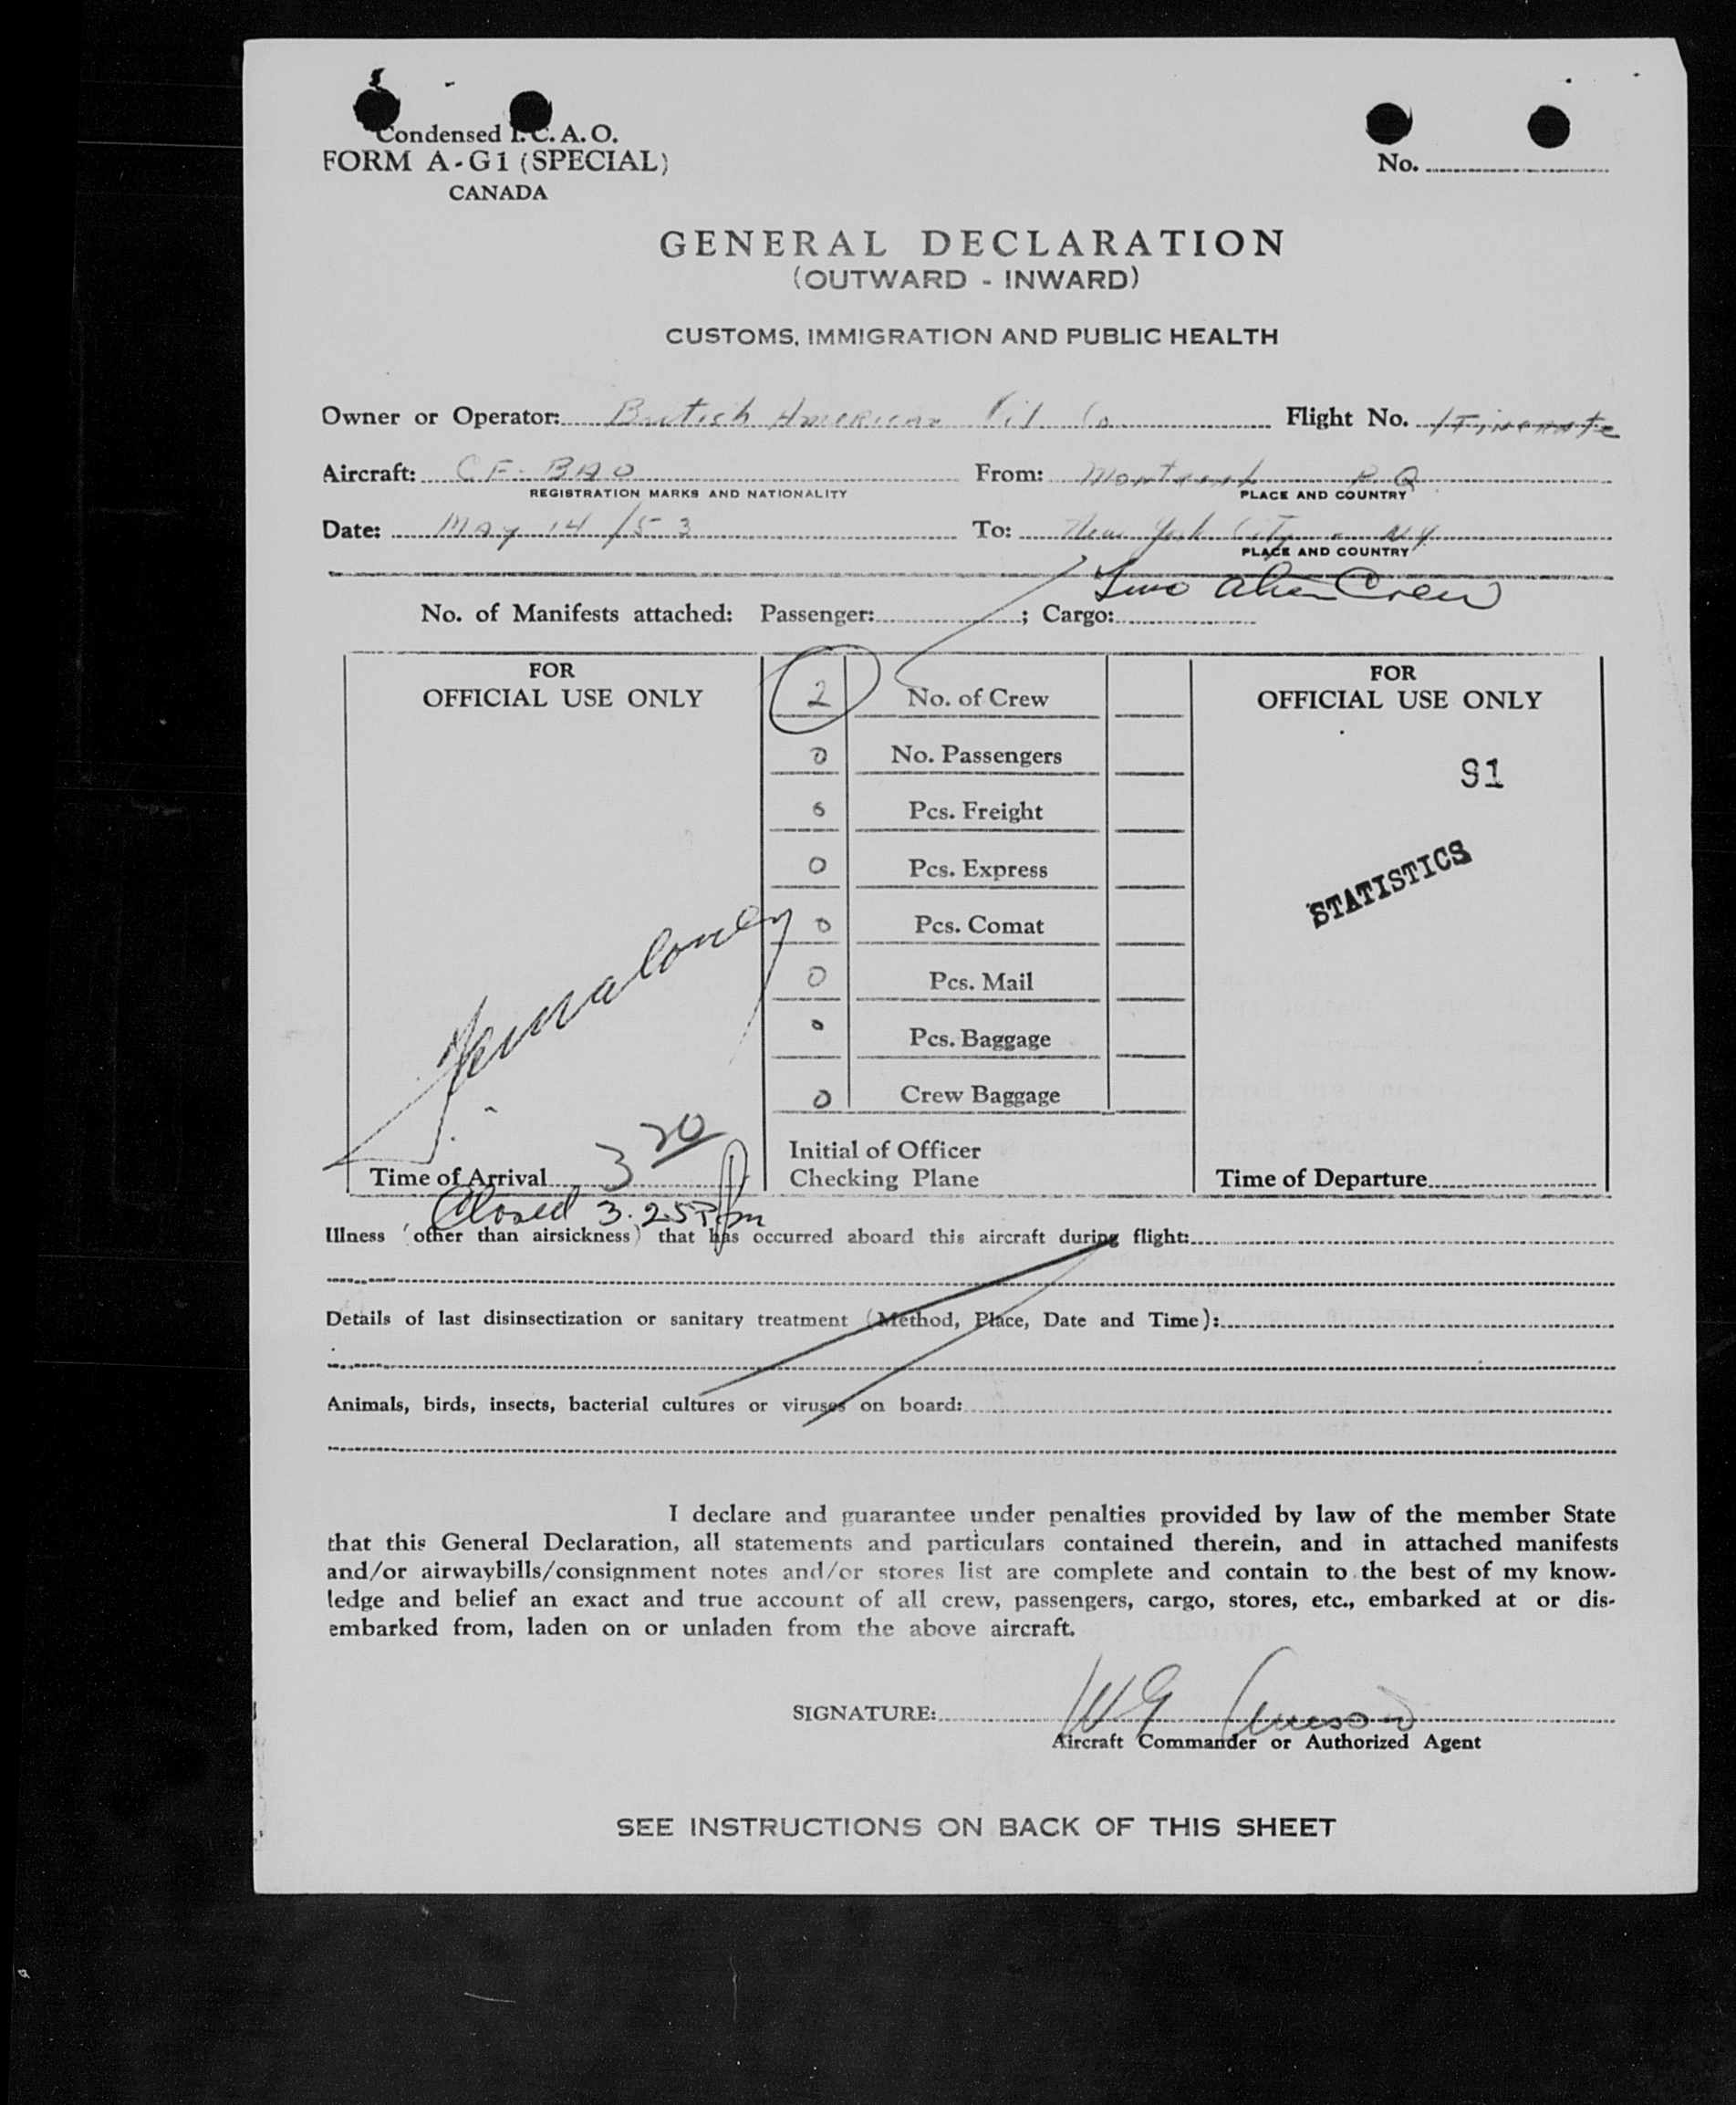 Condensed I.C.A.O.
FORM A-G1 (SPECIAL)
CANADA
No.
GENERAL DECLARATION
(OUTWARD - INWARD)
CUSTOMS, IMMIGRATION AND PUBLIC HEALTH
Owner or Operator: British American Oil Co Flight No. Itinerate
Aircraft: CF-BAO From: Montreal P.Q
REGISTRATION MARKS AND NATIONALITY PLACE AND COUNTRY
Date: May 14/53 To: New York City - NY
PLACE AND COUNTRY
Two alien Crew
No. of Manifests attached: Passenger: ; Cargo:
FOR
OFFICIAL USE ONLY
2 No. of Crew
0 No. Passengers
0 Pcs. Freight
0 Pcs. Express
0 Pcs. Comat
0 Pcs. Mail
0 Pcs. Baggage
0 Crew Baggage
Initial of Officer
Checking Plane
FOR
OFFICIAL USE ONLY
S1
STATISTICS
Time of Arrival 3 20
Time of Departure
Closed 3.25 Pm
Illness (other than airsickness) that has occurred aboard this aircraft during flight:
Details of last disinsectization or sanitary treatment (Method, Place, Date and Time):
Animals, birds, insects, bacterial cultures or viruses on board:
I declare and guarantee under penalties provided by law of the member State
that this General Declaration, all statements and particulars contained therein, and in attached manifests
and/or airwaybills/consignment notes and/or stores list are complete and contain to the best of my know-
ledge and belief an exact and true account of all crew, passengers, cargo, stores, etc., embarked at or dis-
embarked from, laden on or unladen from the above aircraft.
SIGNATURE: WG
Aircraft Commander or Authorized Agent
SEE INSTRUCTIONS ON BACK OF THIS SHEET